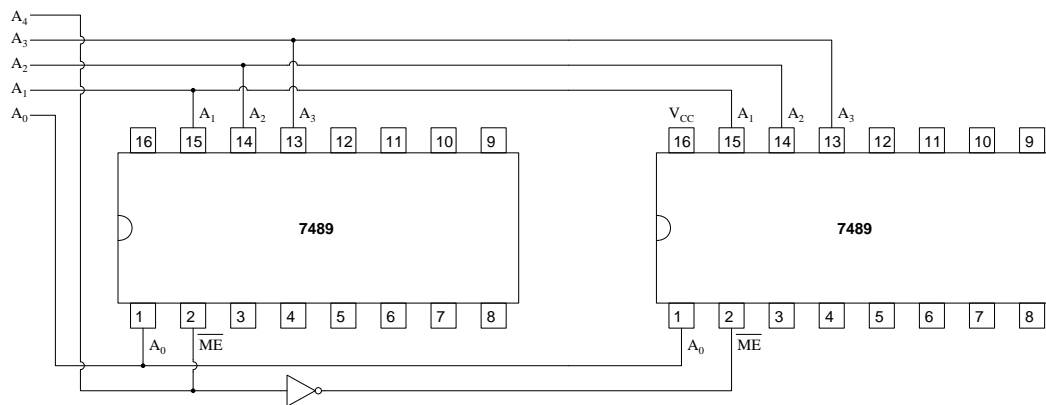 A4
A3
A2
A1
A0
A1 A2 A3 VCC A1 A2 A3
16 15 14 13 12 11 10 9 16 15 14 13 12 11 10 9
7489 7489
1 2 3 4 5 6 7 8 1 2 3 4 5 6 7 8
A0 ME A0 ME